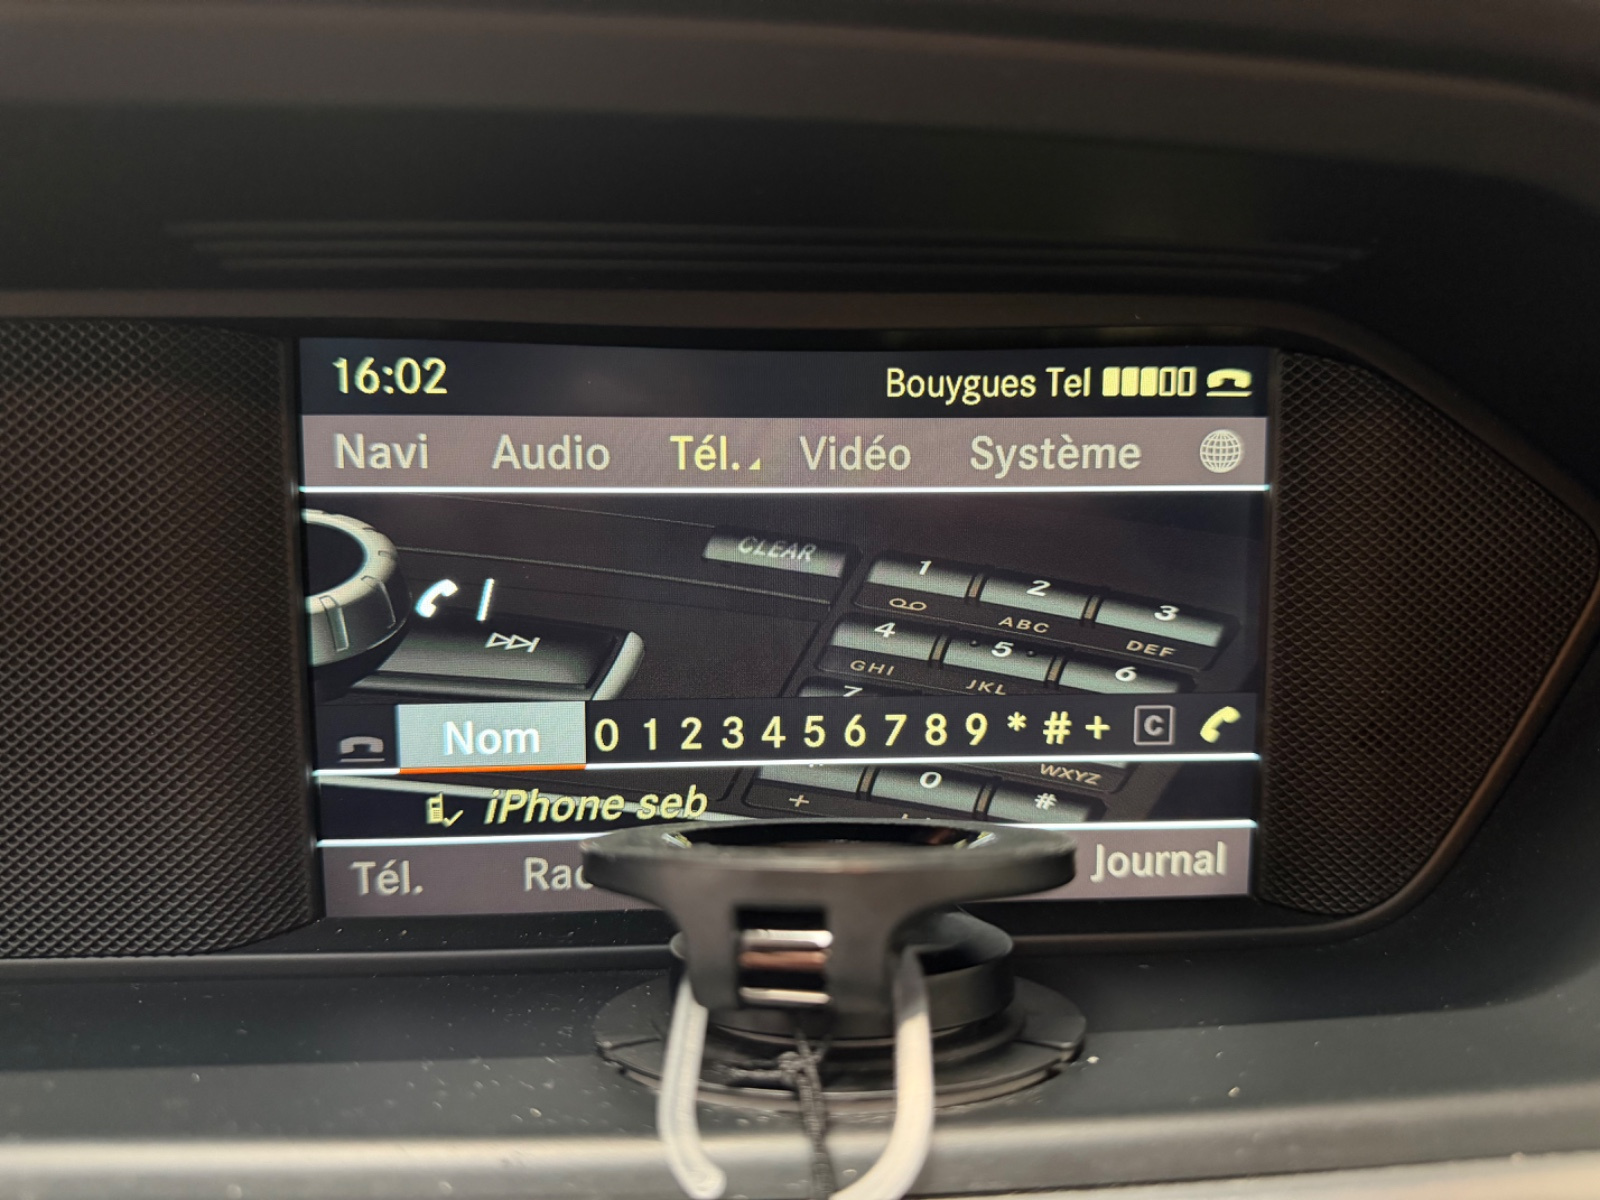 16:02 Bouygues Tel
Navi Audio Tél. Vidéo Système
CLEAR
1 2 3
ABC DEF
4 5 6
GHI JKL
7
Nom 0 1 2 3 4 5 6 7 8 9 * # + C
WXYZ
+ 0 #
iPhone seb
Tél. Journal